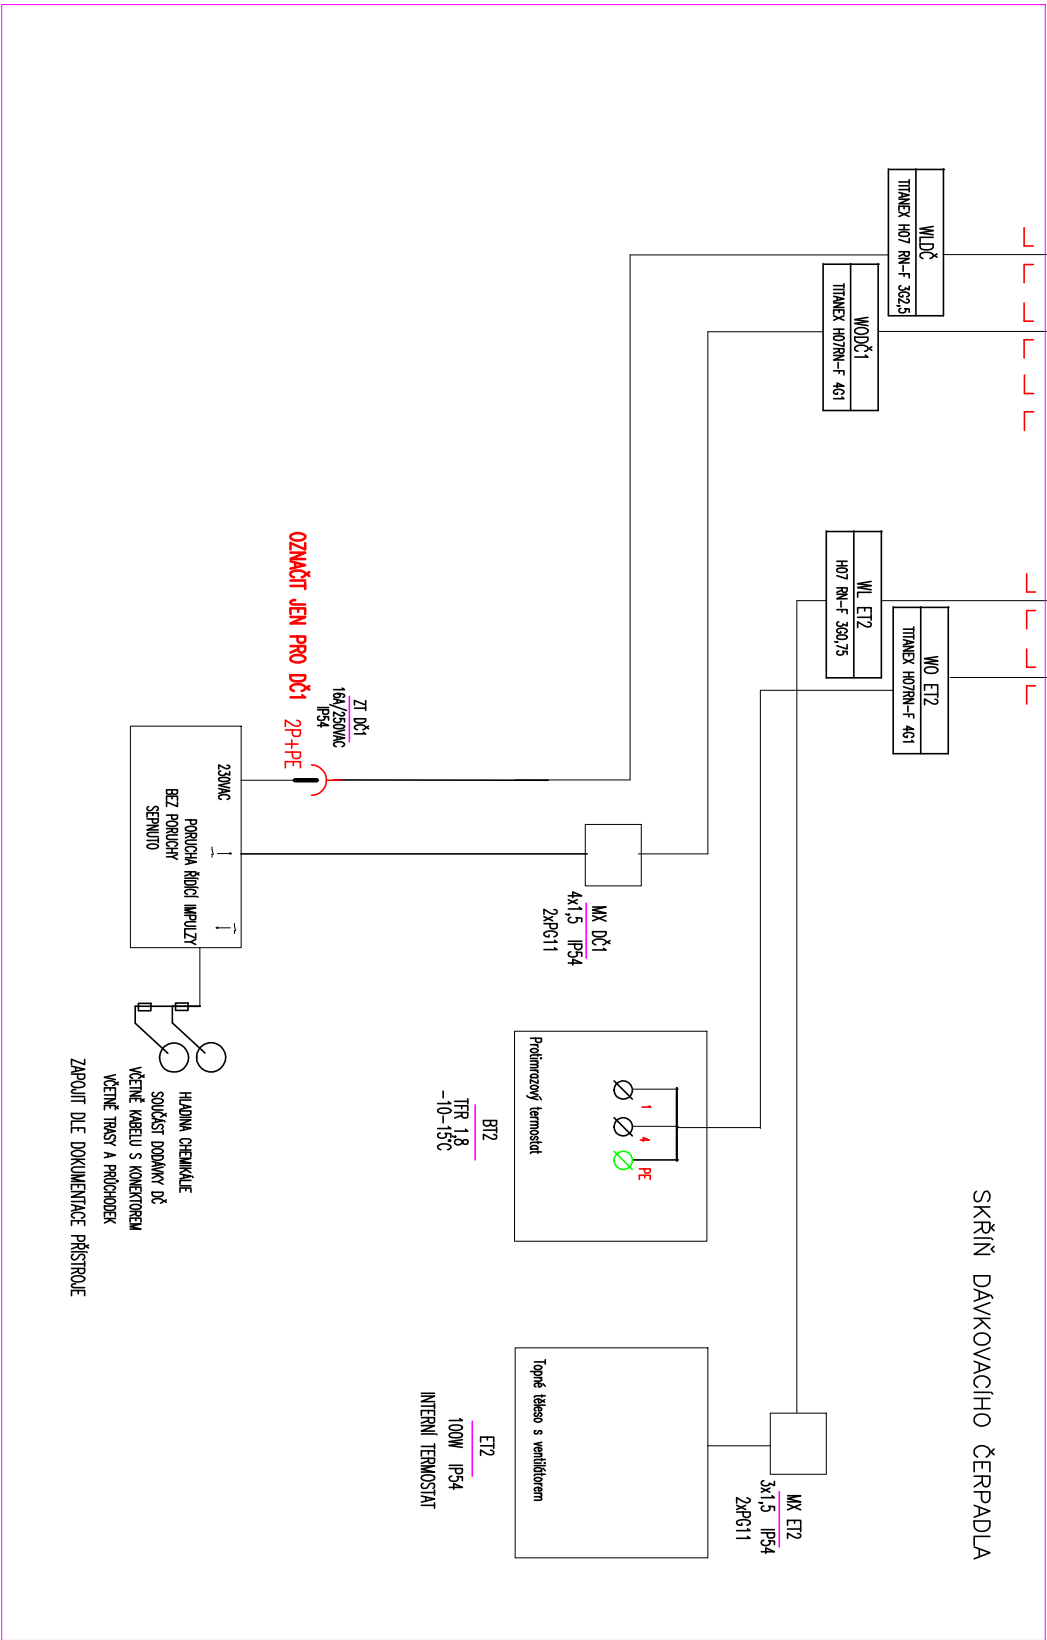 SKŘÍŇ DÁVKOVACÍHO ČERPADLA
WLDČ
TITANEX H07 RN-F 3G2,5
WODČ1
TITANEX H07RN-F 4G1
WL ET2
H07 RN-F 3G0,75
WO ET2
TITANEX H07RN-F 4G1
MX ET2
3x1,5 IP54
2xPG11
MX DČ1
4x1,5 IP54
2xPG11
1
4
PE
Protimrazový termostat
BT2
TFR 1,8
-10-15°C
Topné těleso s ventilátorem
ET2
100W IP54
INTERNÍ TERMOSTAT
ZT DČ1
16A/250VAC
IP54
OZNAČIT JEN PRO DČ1
2P+PE
230VAC
PORUCHA ŘÍDÍCÍ IMPULZY
BEZ PORUCHY
SEPNUTO
HLADINA CHEMIKÁLIE
SOUČÁST DODÁVKY DČ
VČETNĚ KABELU S KONEKTOREM
VČETNĚ TRASY A PRŮCHODEK
ZAPOJIT DLE DOKUMENTACE PŘÍSTROJE